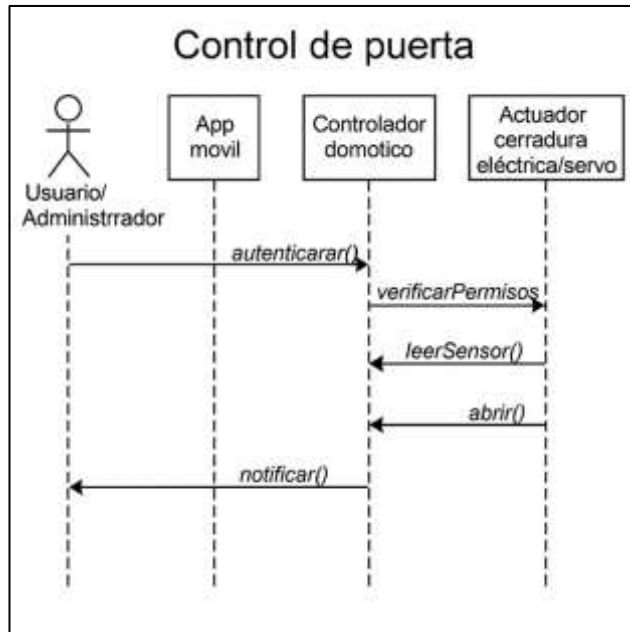 Control de puerta
Usuario/
Administrrador
App
movil
Controlador
domotico
Actuador
cerradura
eléctrica/servo
autenticarar()
verificarPermisos
leerSensor()
abrir()
notificar()